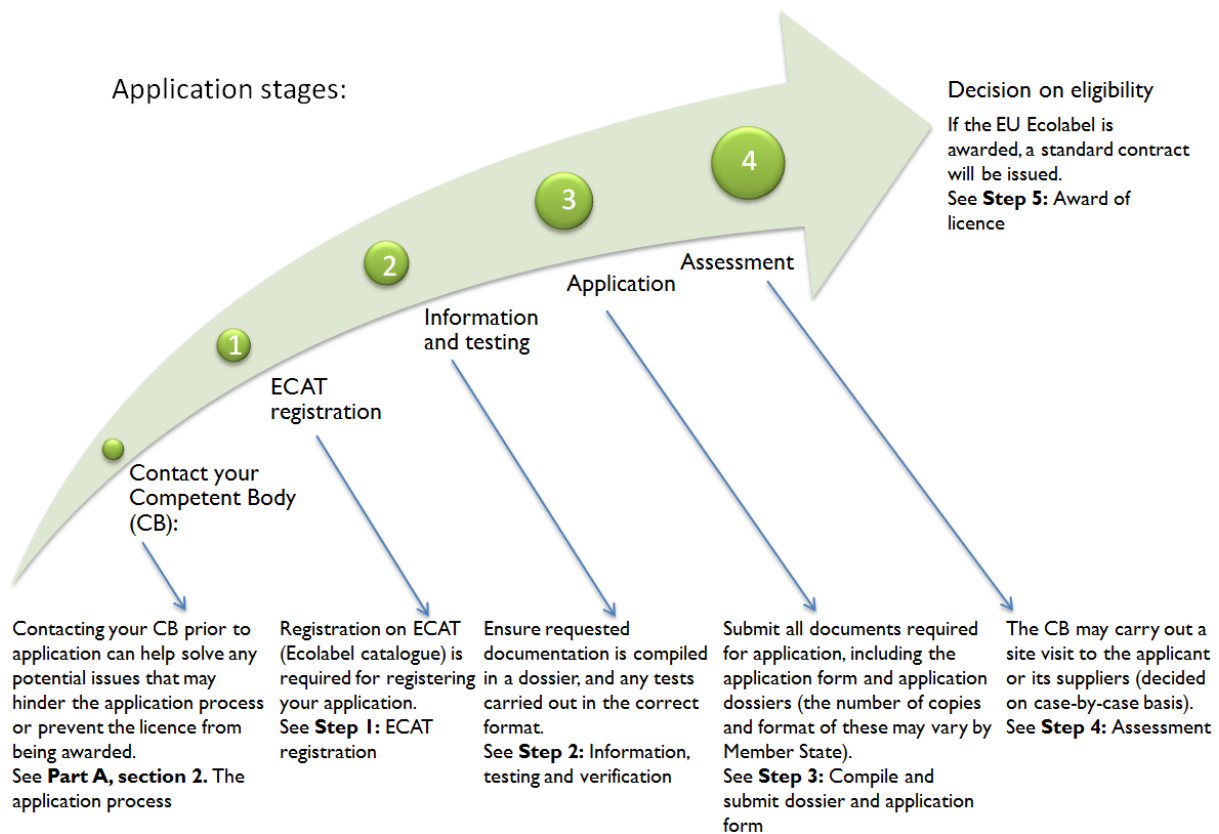 Application stages:
Decision on eligibility
If the EU Ecolabel is
awarded, a standard contract
will be issued.
See Step 5: Award of
licence
4
3
2
1
Assessment
Application
Information
and testing
ECAT
registration
Contact your
Competent Body
(CB):
Contacting your CB prior to
application can help solve any
potential issues that may
hinder the application process
or prevent the licence from
being awarded.
See Part A, section 2. The
application process
Registration on ECAT
(Ecolabel catalogue) is
required for registering
your application.
See Step 1: ECAT
registration
Ensure requested
documentation is compiled
in a dossier, and any tests
carried out in the correct
format.
See Step 2: Information,
testing and verification
Submit all documents required
for application, including the
application form and application
dossiers (the number of copies
and format of these may vary by
Member State).
See Step 3: Compile and
submit dossier and application
form
The CB may carry out a
site visit to the applicant
or its suppliers (decided
on case-by-case basis).
See Step 4: Assessment